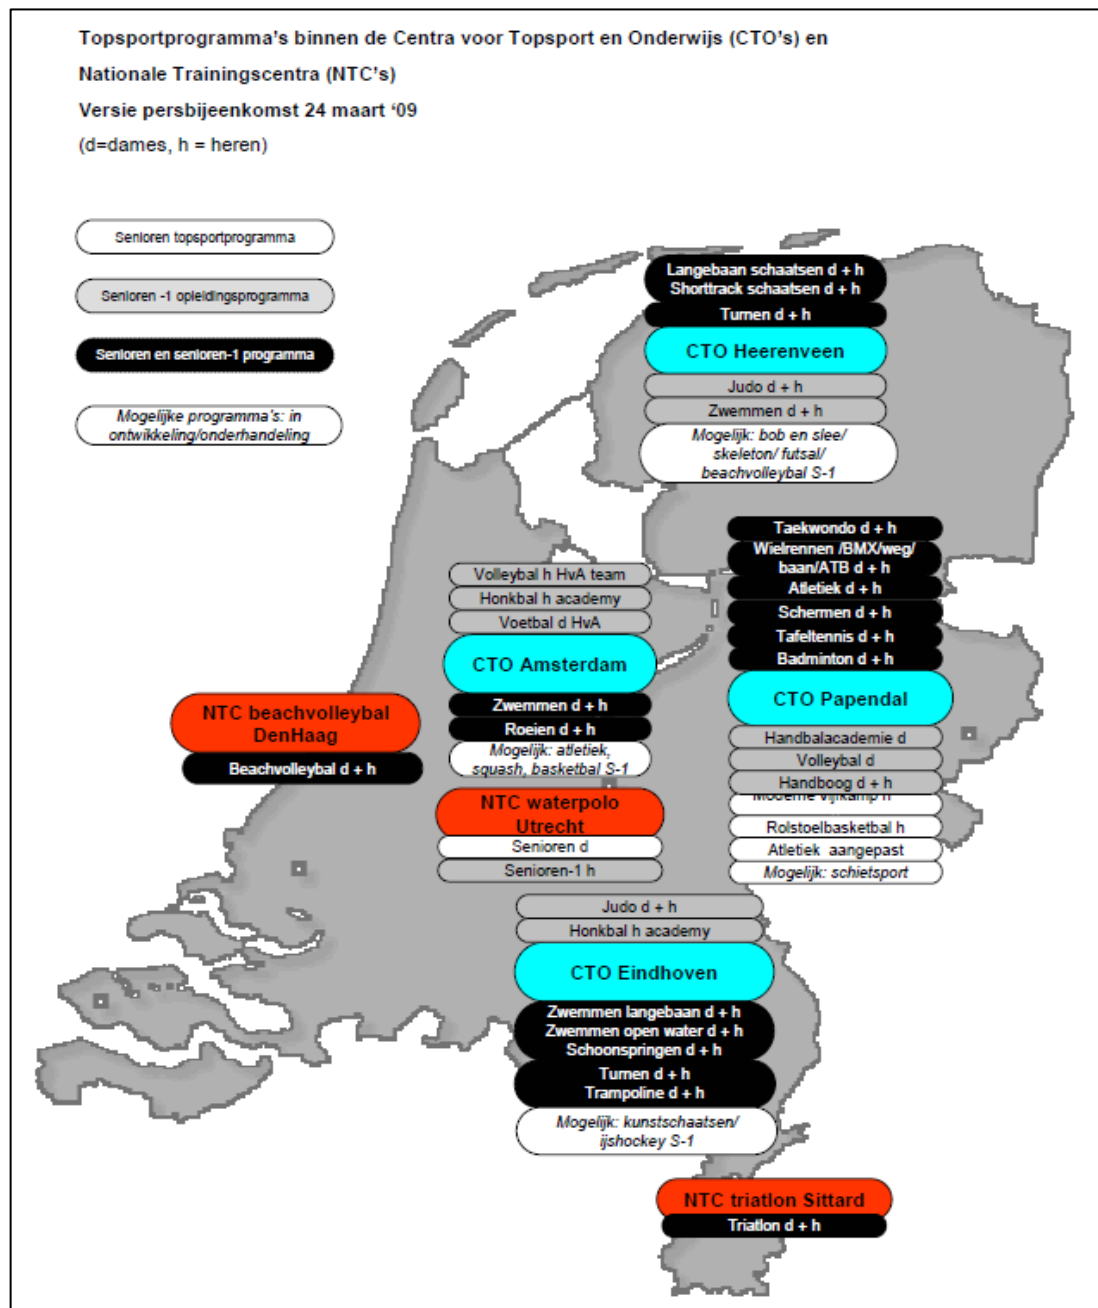 Topsportprogramma's binnen de Centra voor Topsport en Onderwijs (CTO's) en
Nationale Trainingscentra (NTC's)
Versie persbijeenkomst 24 maart '09
(d=dames, h = heren)
Senioren topsportprogramma
Senioren -1 opleidingsprogramma
Senioren en senioren-1 programma
Mogelijke programma's: in
ontwikkeling/onderhandeling
Langebaan schaatsen d + h
Shorttrack schaatsen d + h
Turnen d + h
CTO Heerenveen
Judo d + h
Zwemmen d + h
Mogelijk: bob en slee/
skeleton/ futsal/
beachvolleybal S-1
Taekwondo d + h
Wielrennen /BMX/weg/
baan/ATB d + h
Atletiek d + h
Schermen d + h
Tafeltennis d + h
Badminton d + h
CTO Papendal
Handbalacademie d
Volleybal d
Handboog d + h
Moderne vijfkamp h
Rolstoelbasketbal h
Atletiek aangepast
Mogelijk: schietsport
Volleybal h HvA team
Honkbal h academy
Voetbal d HvA
CTO Amsterdam
Zwemmen d + h
Roeien d + h
Mogelijk: atletiek,
squash, basketbal S-1
NTC beachvolleybal
DenHaag
Beachvolleybal d + h
NTC waterpolo
Utrecht
Senioren d
Senioren-1 h
Judo d + h
Honkbal h academy
CTO Eindhoven
Zwemmen langebaan d + h
Zwemmen open water d + h
Schoonspringen d + h
Turnen d + h
Trampoline d + h
Mogelijk: kunstschaatsen/
ijshockey S-1
NTC triatlon Sittard
Triatlon d + h